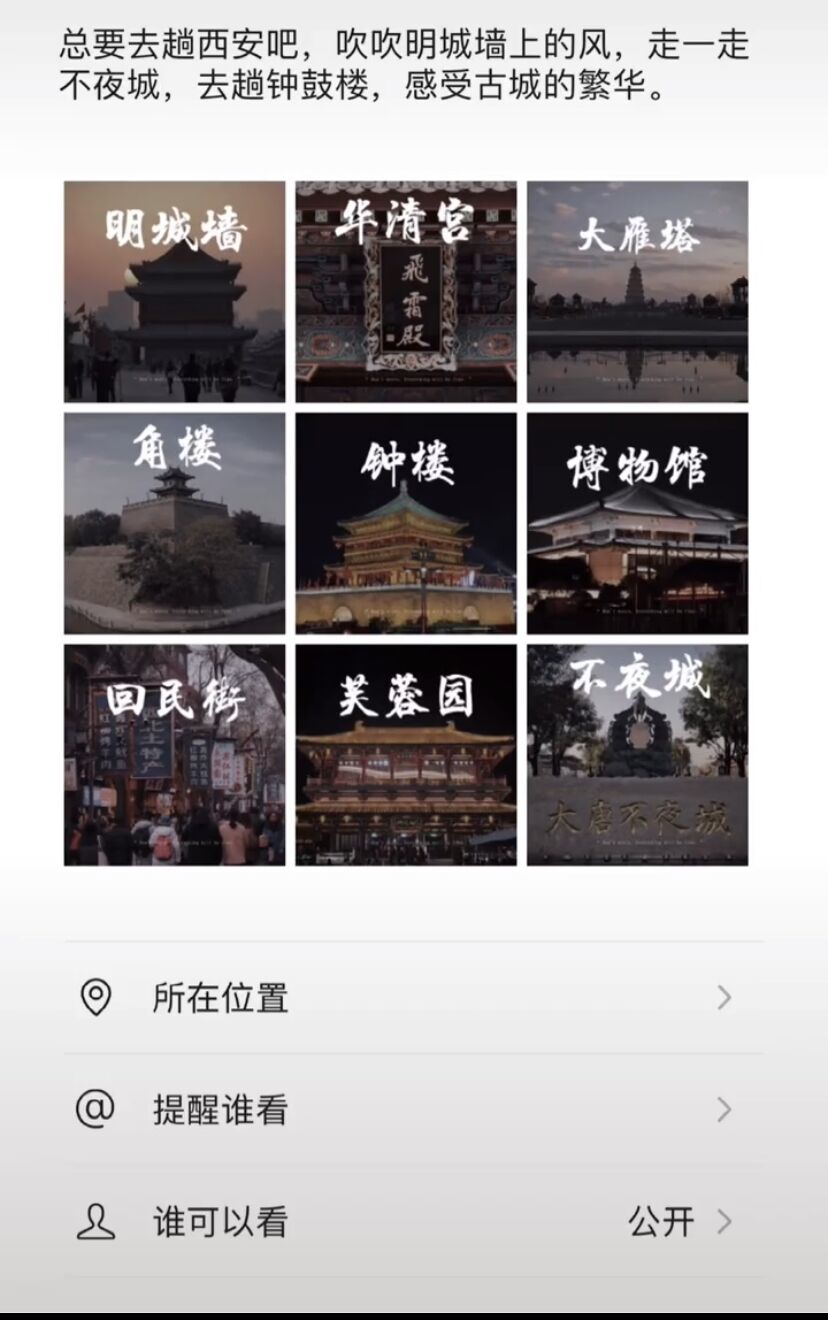 总要去趟西安吧，吹吹明城墙上的风，走一走
不夜城，去趟钟鼓楼，感受古城的繁华。
明城墙
华清宫
飛霜殿
大雁塔
角楼
钟楼
博物馆
回民街
土特产
芙蓉园
不夜城
大唐不夜城
所在位置
提醒谁看
谁可以看 公开